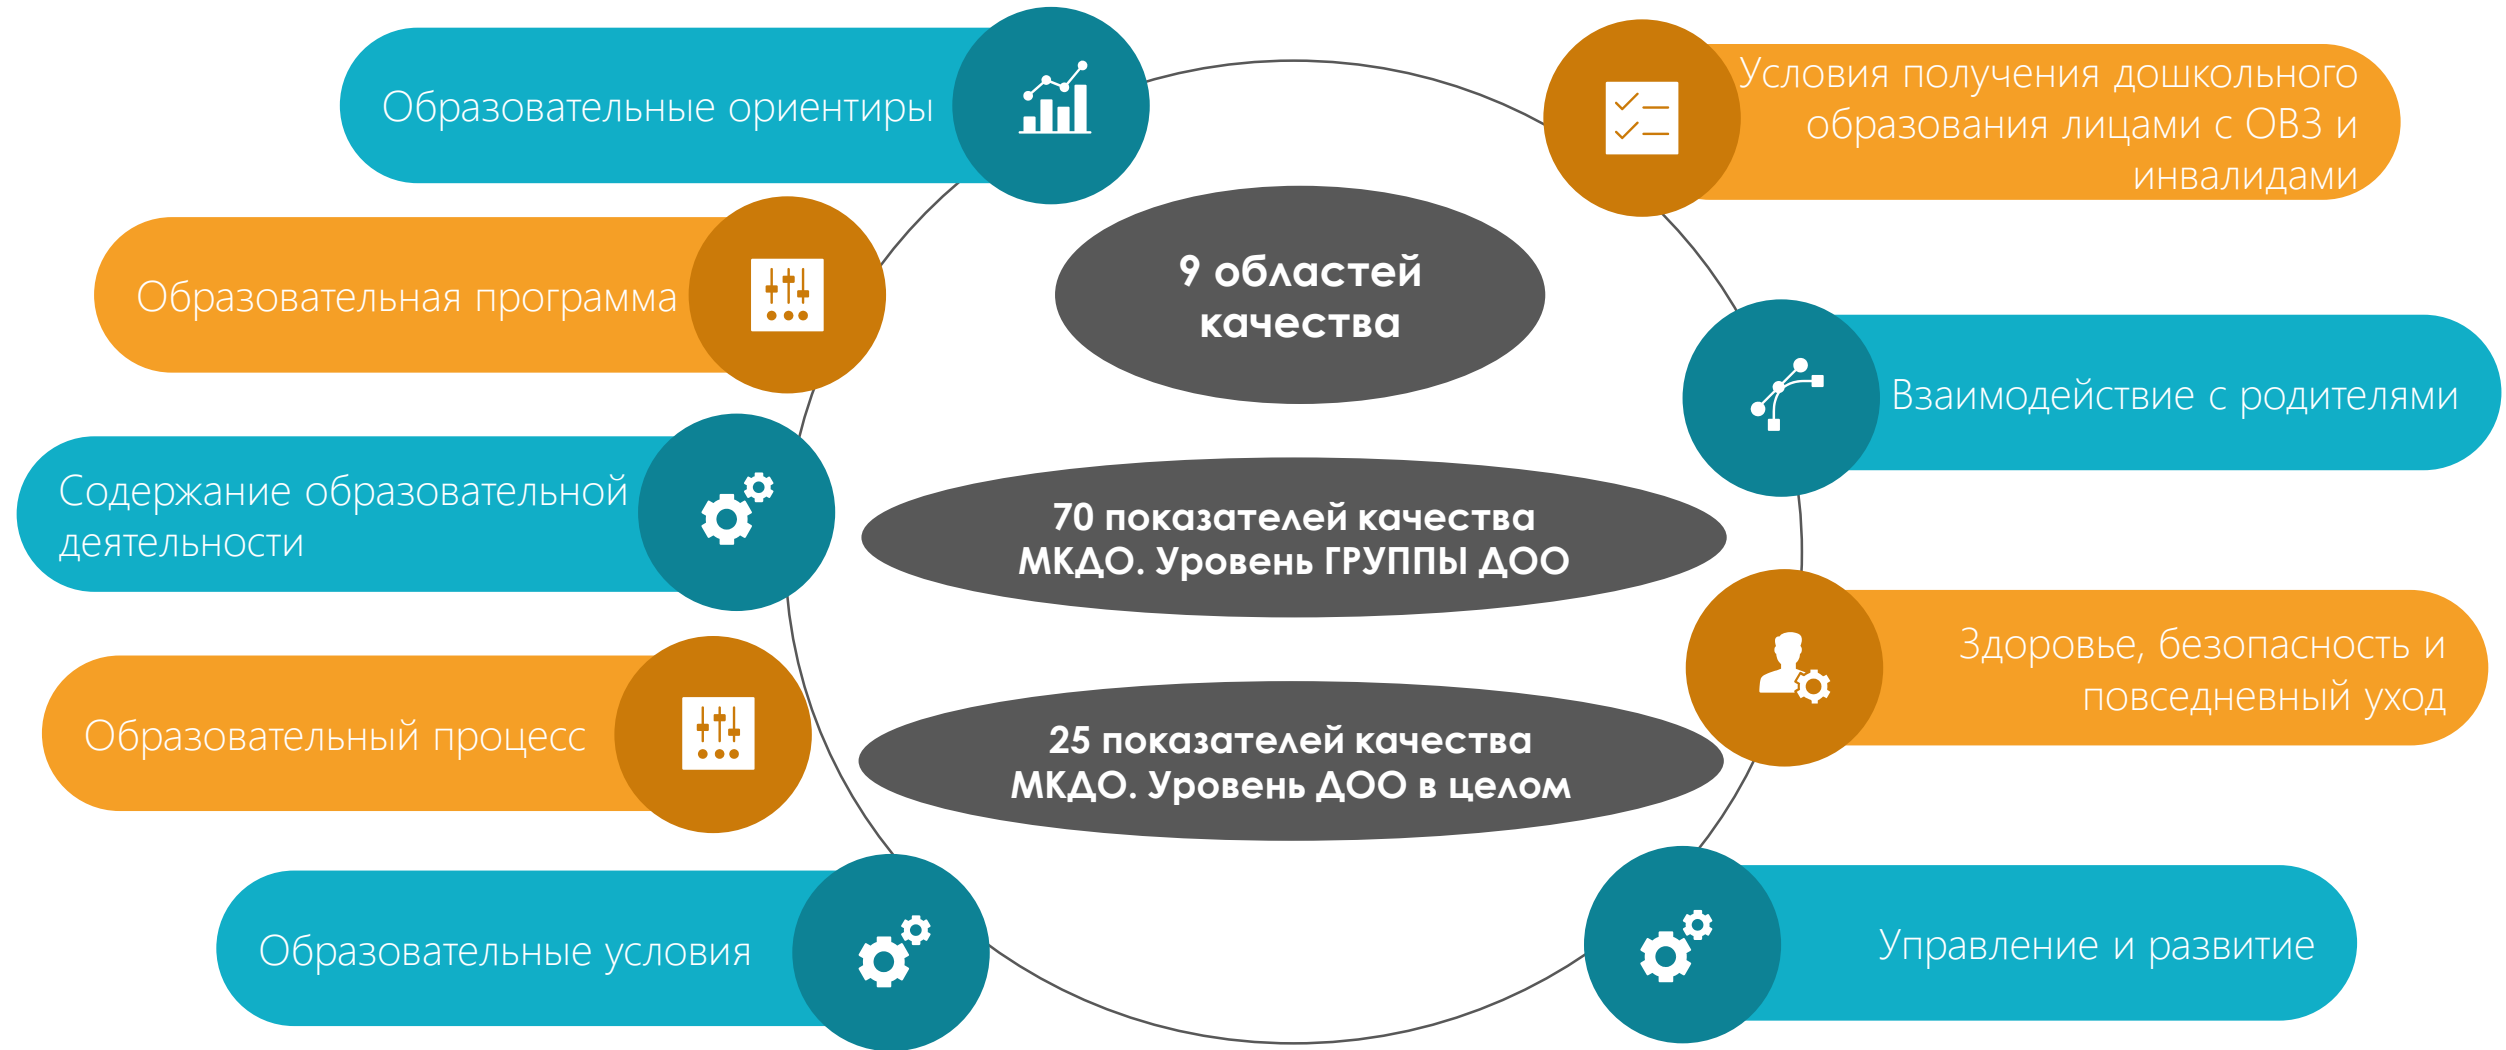 Образовательные ориентиры
Образовательная программа
Содержание образовательной
деятельности
Образовательный процесс
Образовательные условия
9 областей
качества
70 показателей качества
МКДО. Уровень ГРУППЫ ДОО
25 показателей качества
МКДО. Уровень ДОО в целом
Условия получения дошкольного
образования лицами с ОВЗ и
инвалидами
Взаимодействие с родителями
Здоровье, безопасность и
повседневный уход
Управление и развитие